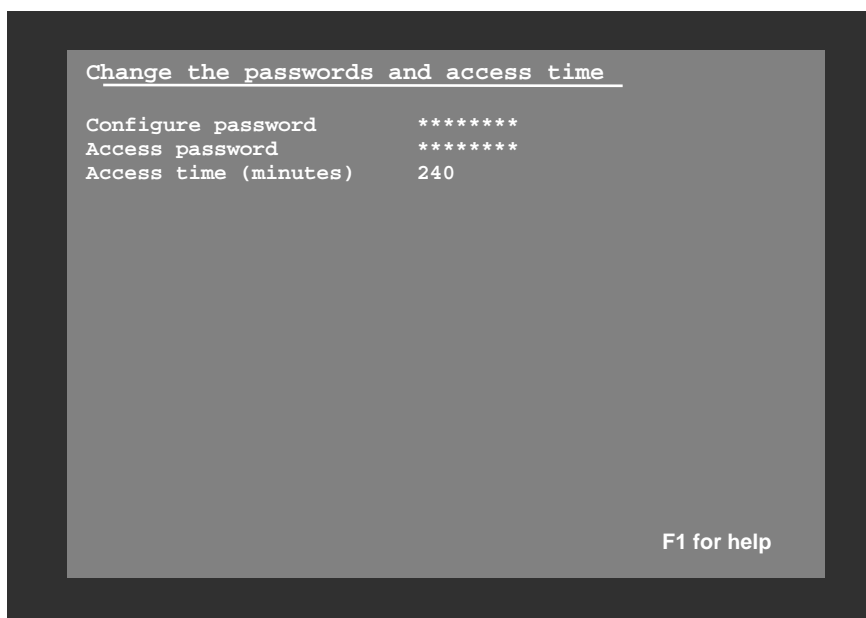 Change the passwords and access time
Configure password ********
Access password ********
Access time (minutes) 240
F1 for help